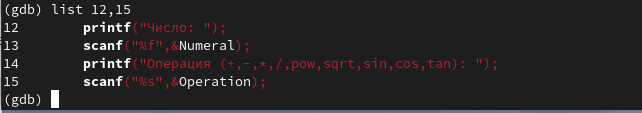 (gdb) list 12,15
12 printf("Число: ");
13 scanf("%f",&Numeral);
14 printf("Операция (+,-,*,/,pow,sqrt,sin,cos,tan): ");
15 scanf("%s",&Operation);
(gdb)